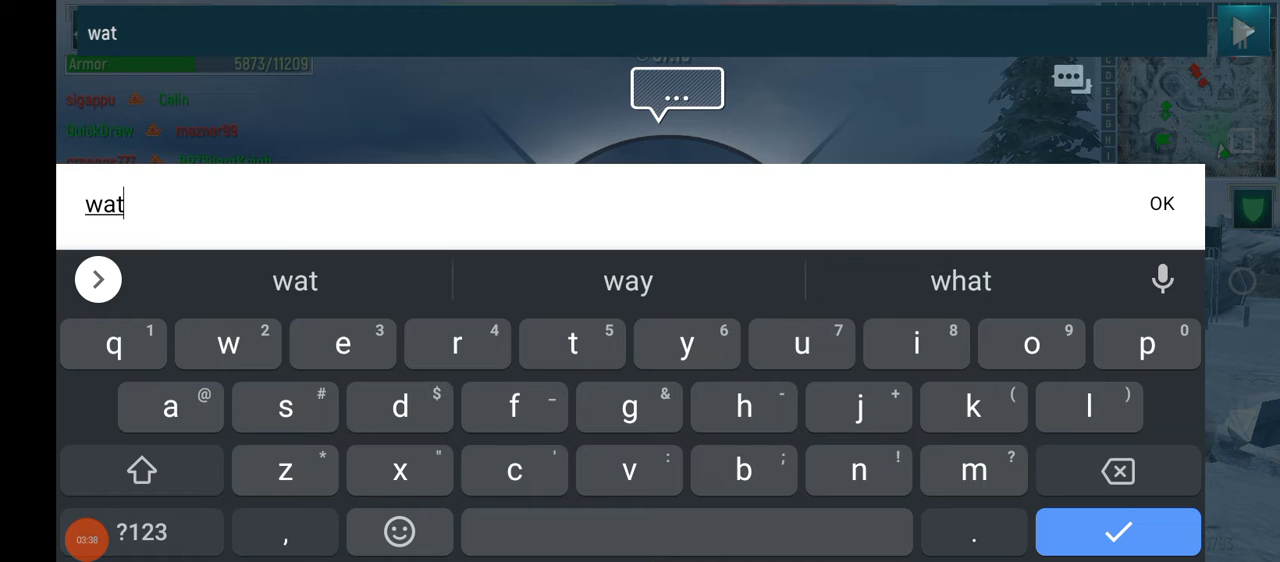 wat
Armor 5873/11209
...
sigappu Calin
QuickDraw mazner99
wat OK
wat way what
q 1 w 2 e 3 r 4 t 5 y 6 u 7 i 8 o 9 p 0
a @ s # d $ f _ g & h - j + k ( l )
z * x " c ' v : b ; n ! m ?
03:38 ?123 , .